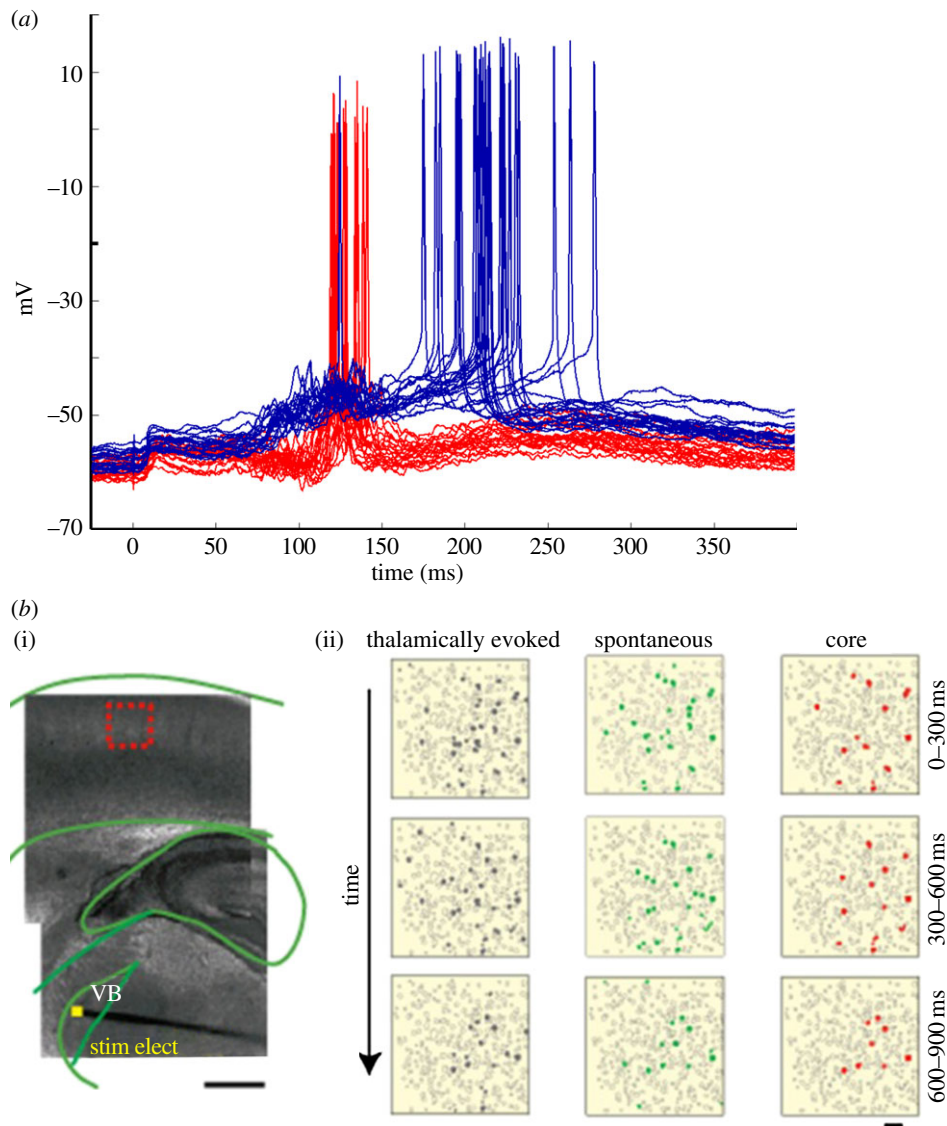 (a)
10
–10
–30
–50
–70
mV
0 50 100 150 200 250 300 350
time (ms)
(b)
(i)
VB
stim elect
(ii)
thalamically evoked spontaneous core
time
0–300 ms
300–600 ms
600–900 ms